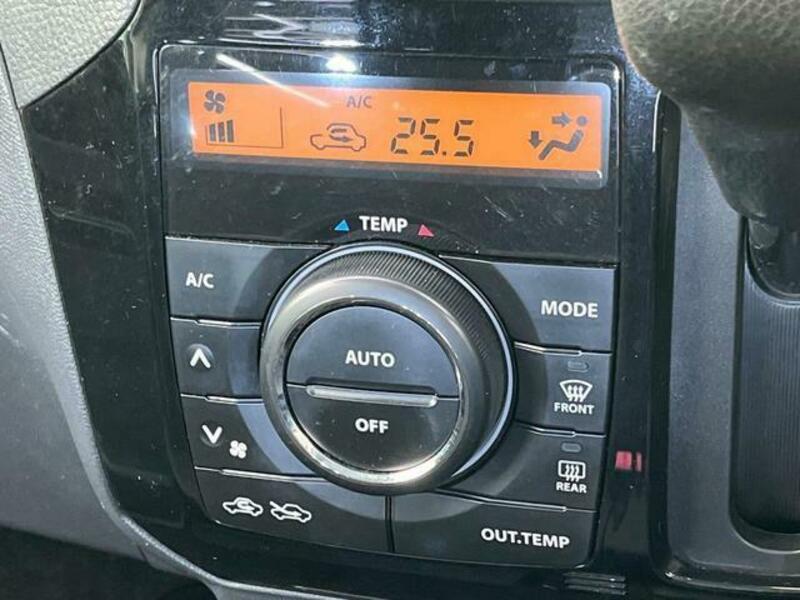 A/C
25.5
TEMP
A/C
MODE
AUTO
OFF
FRONT
REAR
OUT.TEMP